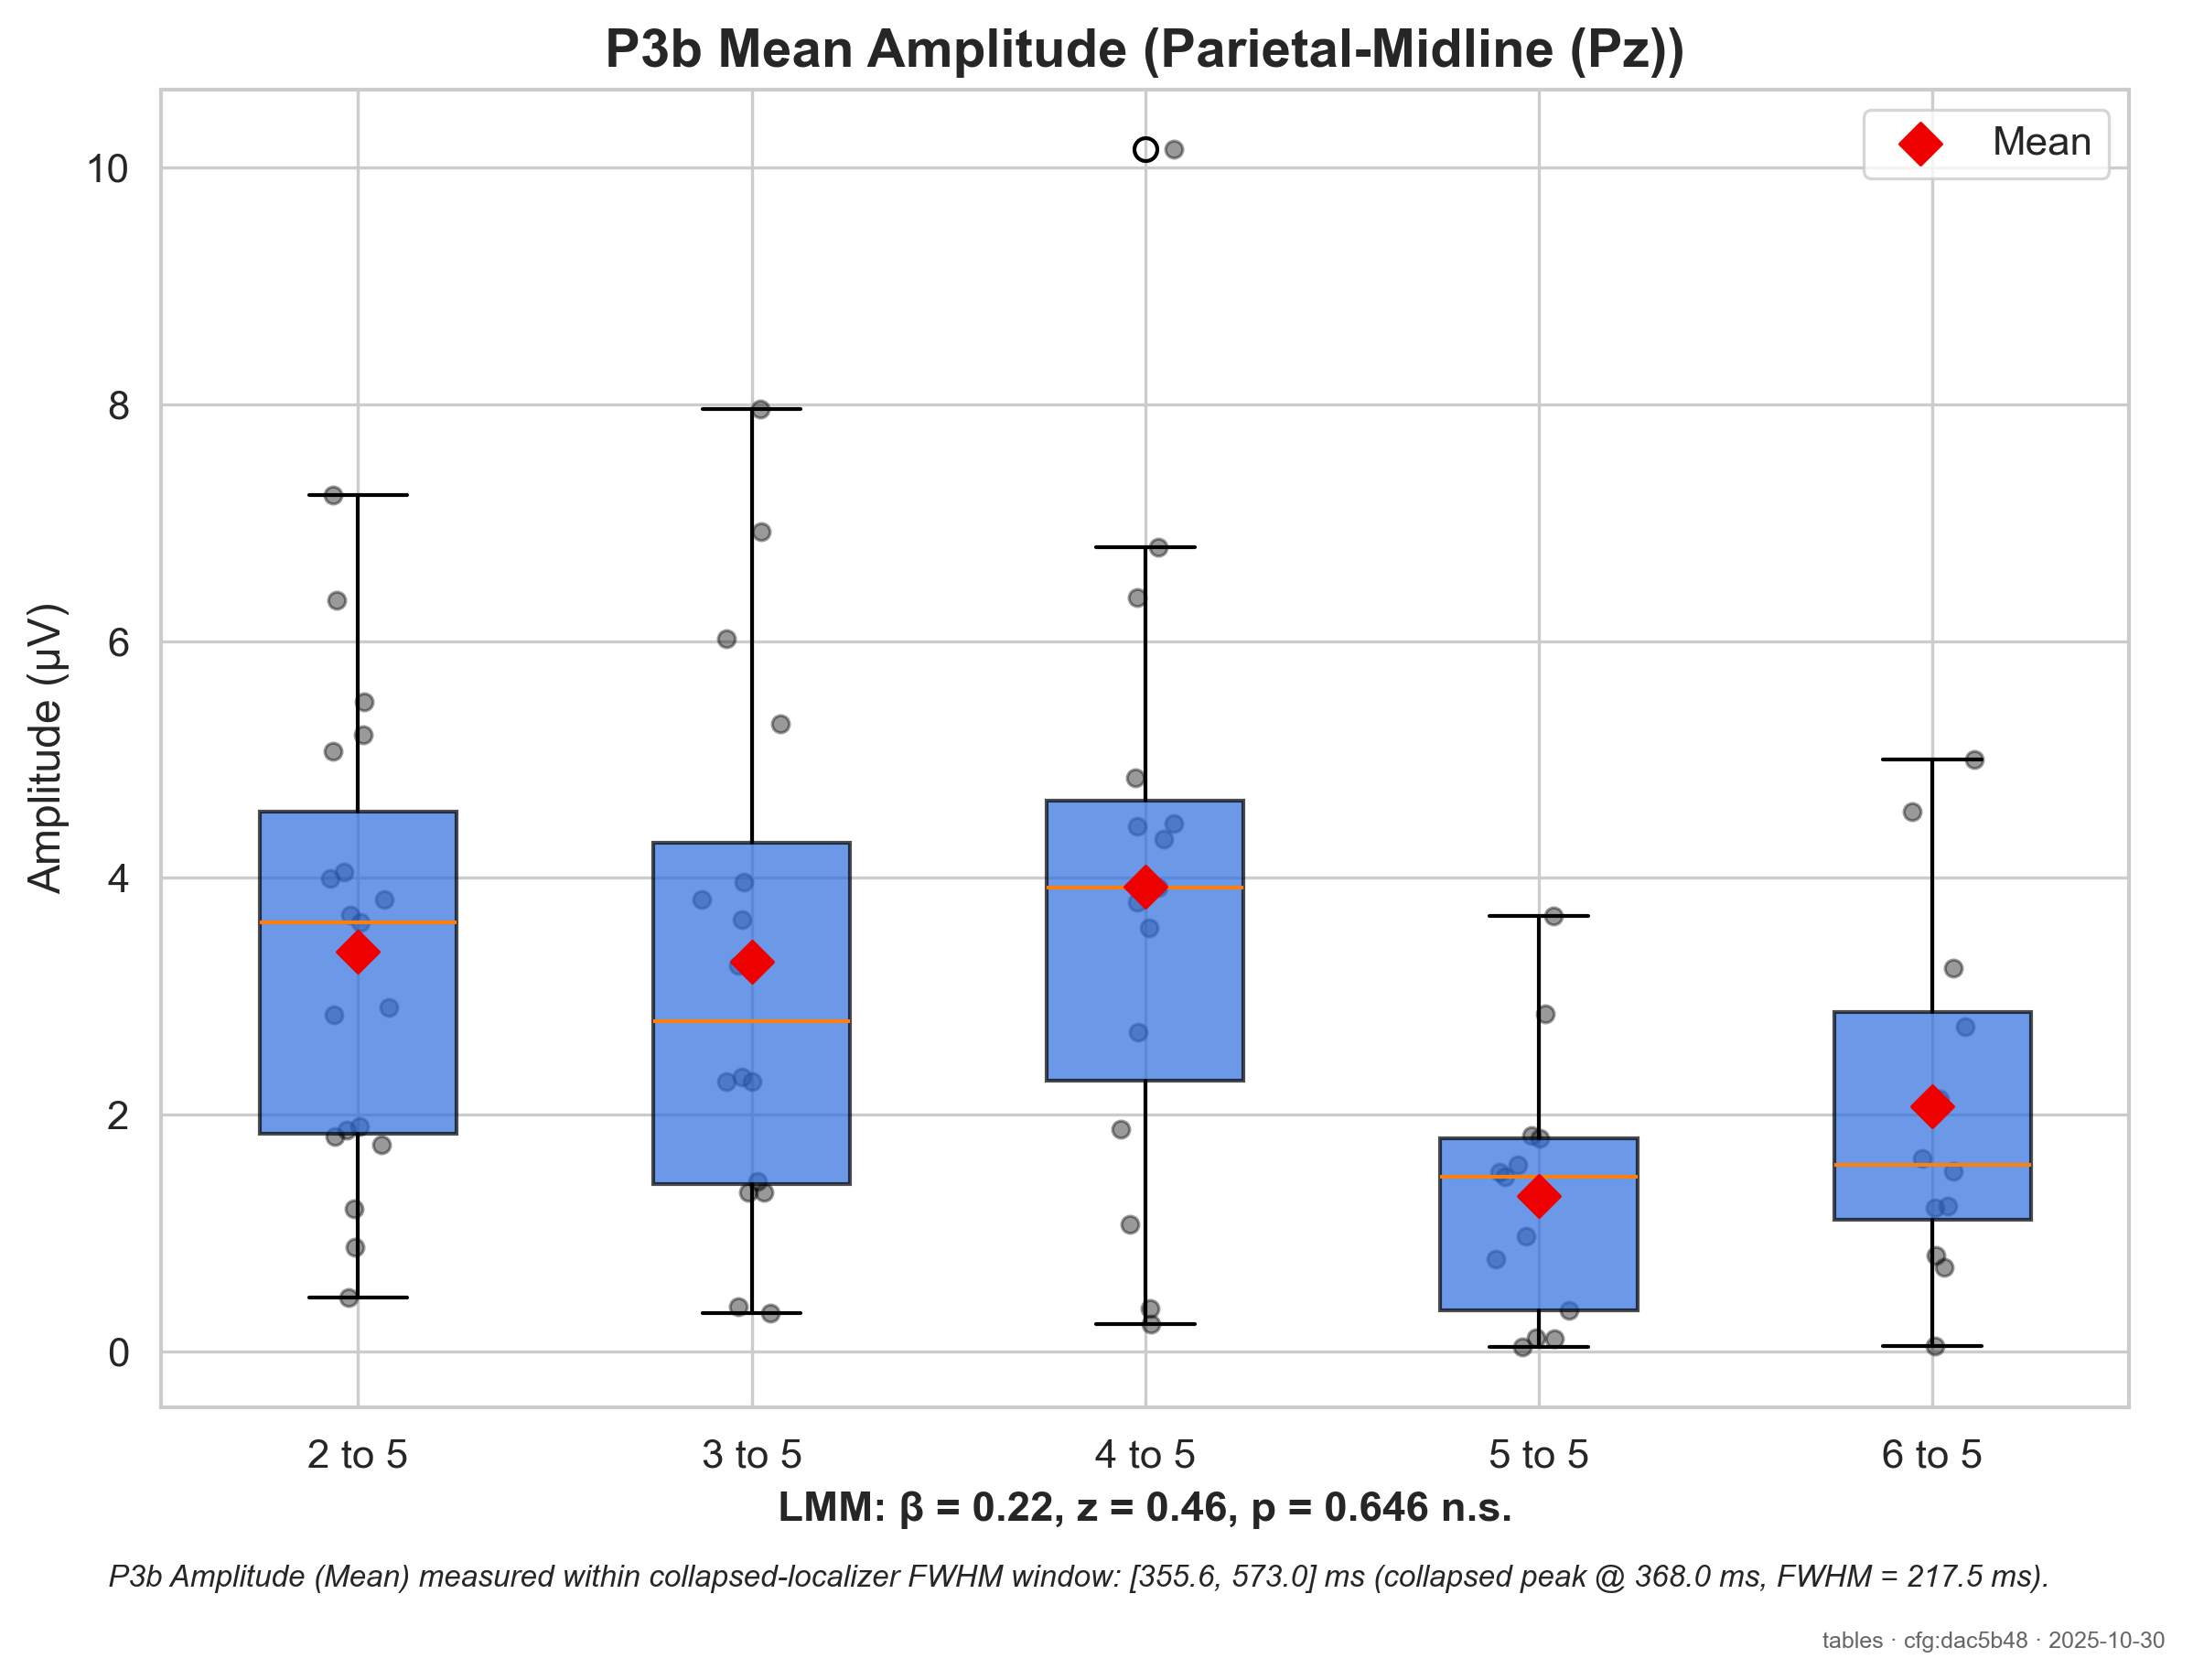 P3b Mean Amplitude (Parietal-Midline (Pz))
Mean
Amplitude (µV)
10
8
6
4
2
0
2 to 5 3 to 5 4 to 5 5 to 5 6 to 5
LMM: β = 0.22, z = 0.46, p = 0.646 n.s.
P3b Amplitude (Mean) measured within collapsed-localizer FWHM window: [355.6, 573.0] ms (collapsed peak @ 368.0 ms, FWHM = 217.5 ms).
tables · cfg:dac5b48 · 2025-10-30